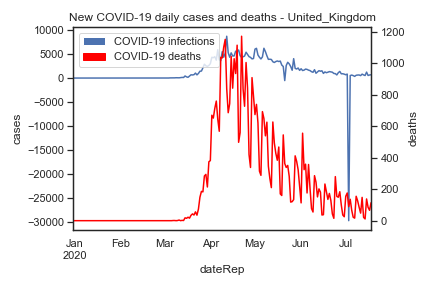 New COVID-19 daily cases and deaths - United_Kingdom
COVID-19 infections
COVID-19 deaths
10000
5000
0
−5000
−10000
−15000
−20000
−25000
−30000
cases
1200
1000
800
600
400
200
0
deaths
Jan Feb Mar Apr May Jun Jul
2020
dateRep